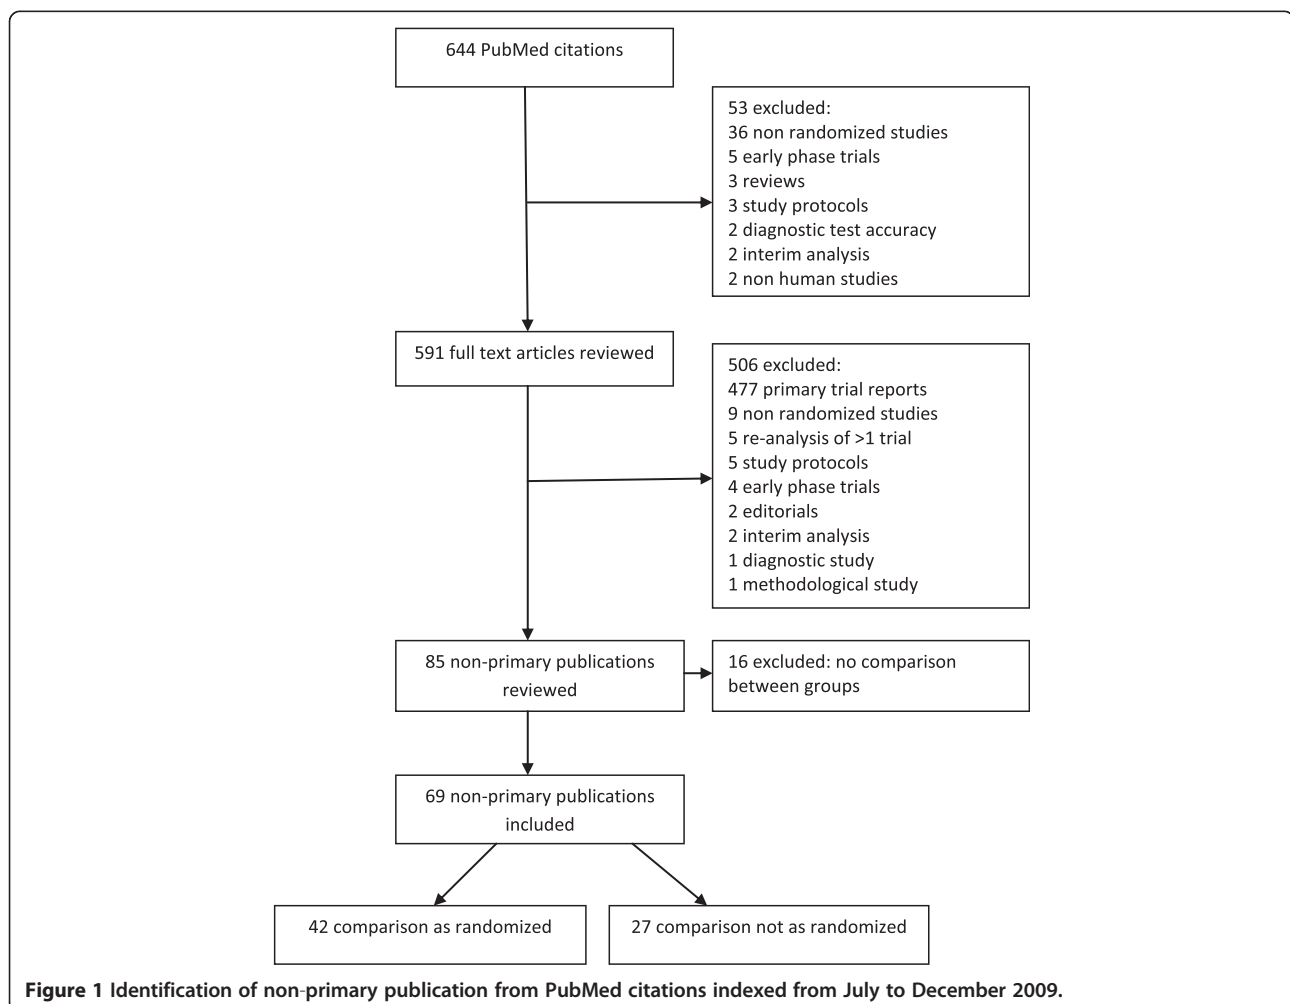 644 PubMed citations
53 excluded:
36 non randomized studies
5 early phase trials
3 reviews
3 study protocols
2 diagnostic test accuracy
2 interim analysis
2 non human studies
591 full text articles reviewed
506 excluded:
477 primary trial reports
9 non randomized studies
5 re-analysis of >1 trial
5 study protocols
4 early phase trials
2 editorials
2 interim analysis
1 diagnostic study
1 methodological study
85 non-primary publications
reviewed
16 excluded: no comparison
between groups
69 non-primary publications
included
42 comparison as randomized
27 comparison not as randomized
Figure 1 Identification of non-primary publication from PubMed citations indexed from July to December 2009.